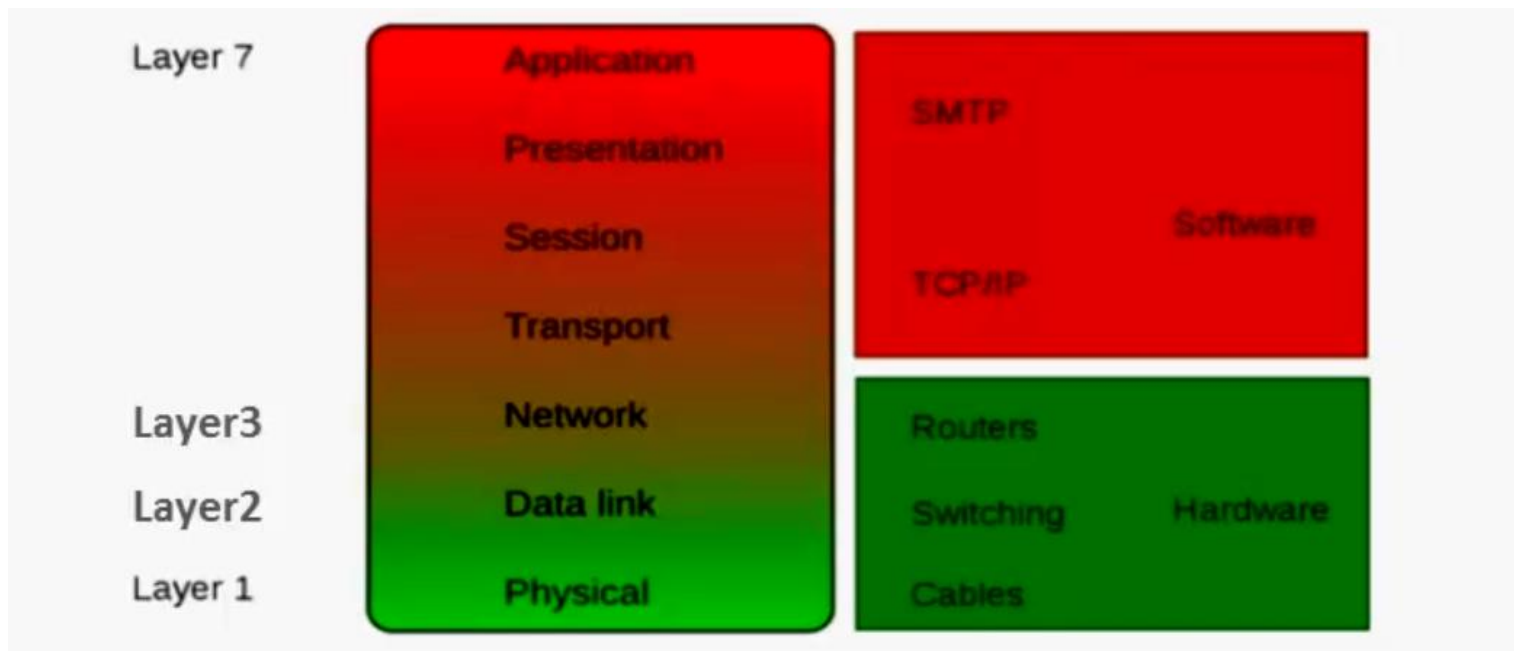 Layer 7
Application
SMTP
Presentation
Session
Software
TCP/IP
Transport
Layer3
Network
Routers
Layer2
Data link
Switching
Hardware
Layer 1
Physical
Cables